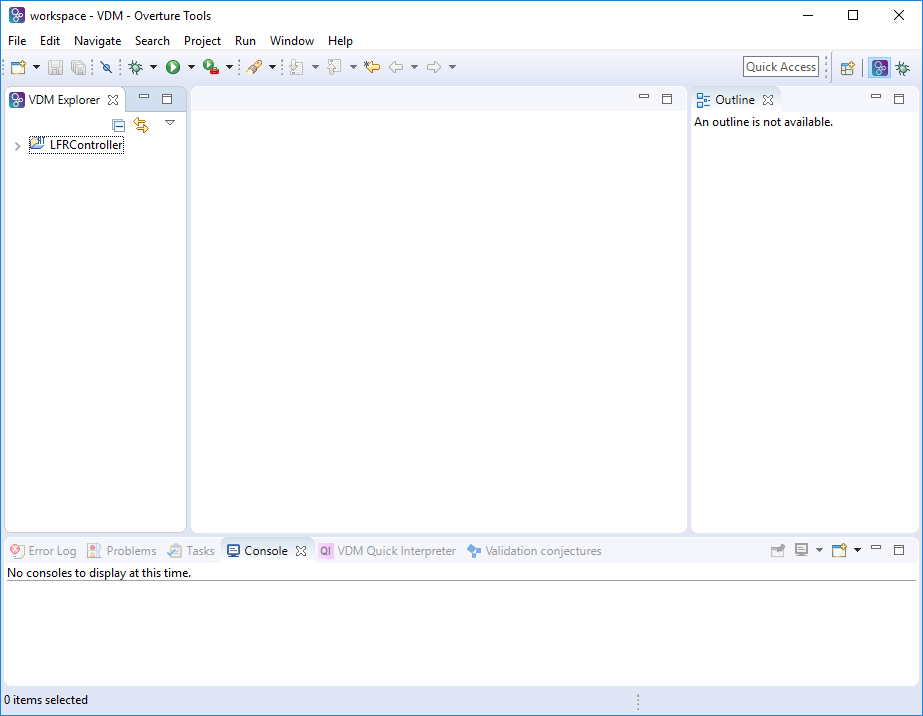 workspace - VDM - Overture Tools
File Edit Navigate Search Project Run Window Help
Quick Access
VDM Explorer
Outline
An outline is not available.
LFRController
Error Log Problems Tasks Console QI VDM Quick Interpreter Validation conjectures
No consoles to display at this time.
0 items selected